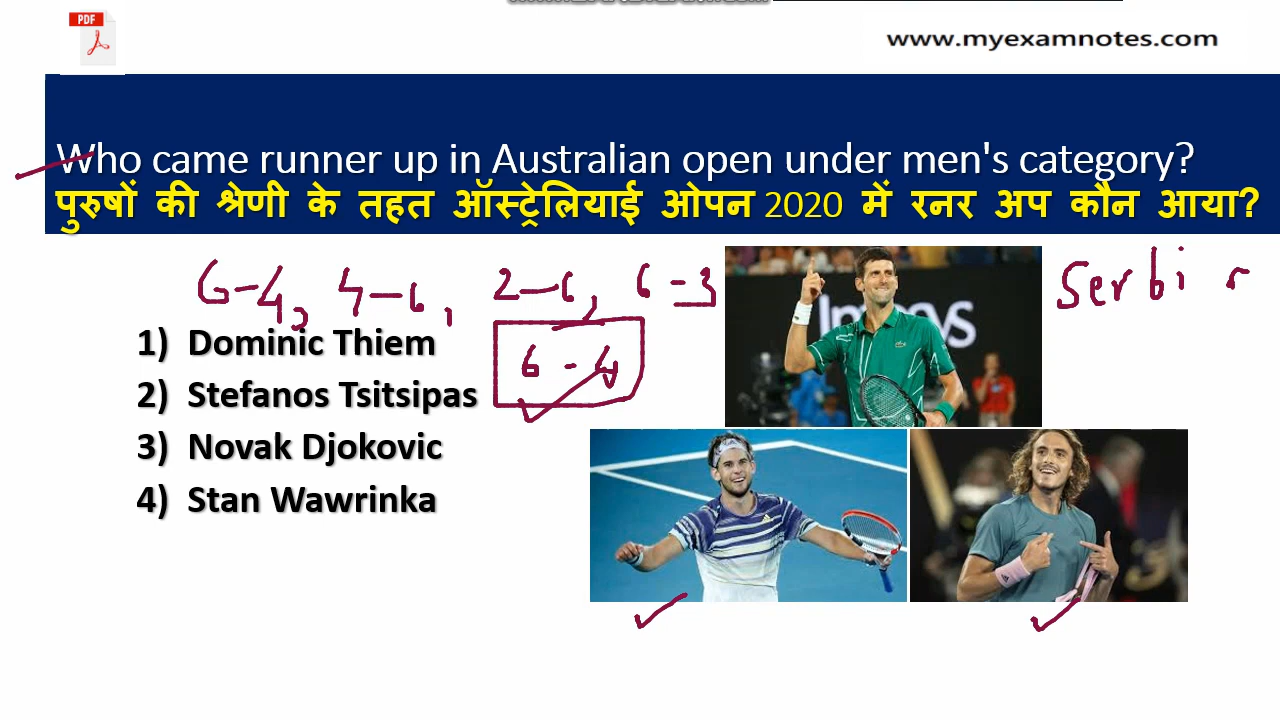 PDF
www.myexamnotes.com
Who came runner up in Australian open under men's category?
पुरुषों की श्रेणी के तहत ऑस्ट्रेलियाई ओपन 2020 में रनर अप कौन आया?
6-4, 4-6, 2-6, 6-3
6-4
Serbia
1) Dominic Thiem
2) Stefanos Tsitsipas
3) Novak Djokovic
4) Stan Wawrinka